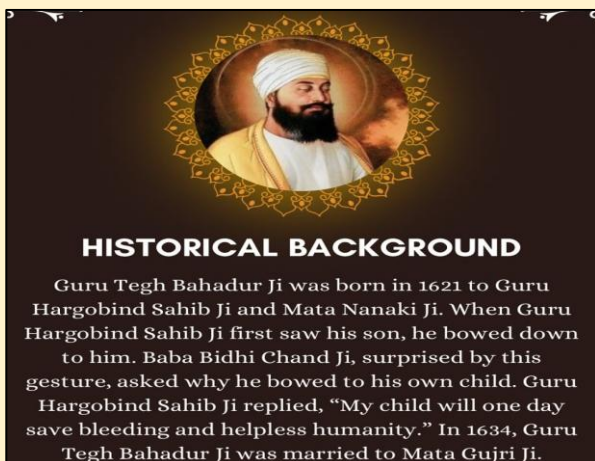 HISTORICAL BACKGROUND
Guru Tegh Bahadur Ji was born in 1621 to Guru
Hargobind Sahib Ji and Mata Nanaki Ji. When Guru
Hargobind Sahib Ji first saw his son, he bowed down
to him. Baba Bidhi Chand Ji, surprised by this
gesture, asked why he bowed to his own child. Guru
Hargobind Sahib Ji replied, “My child will one day
save bleeding and helpless humanity.” In 1634, Guru
Tegh Bahadur Ji was married to Mata Gujri Ji.